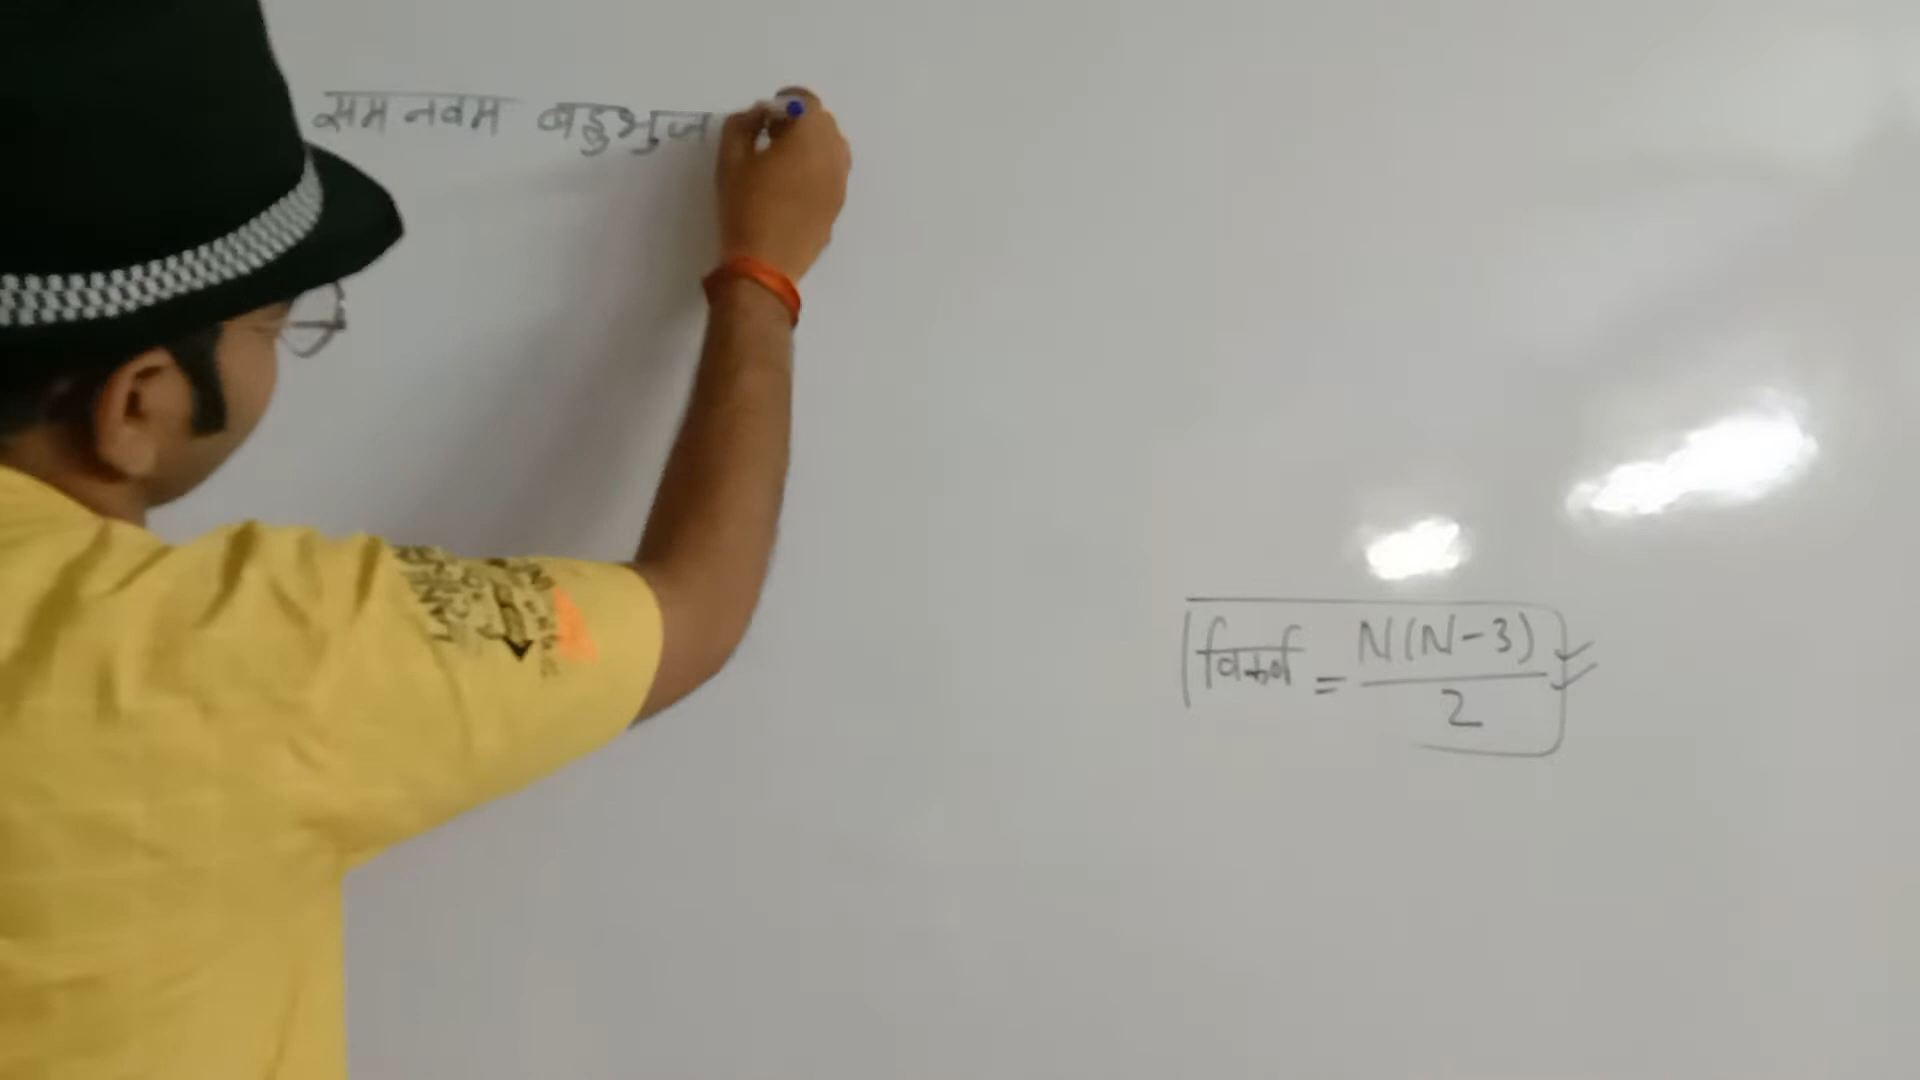 सम नवम बहुभुज
विकर्ण = N(N-3)/2